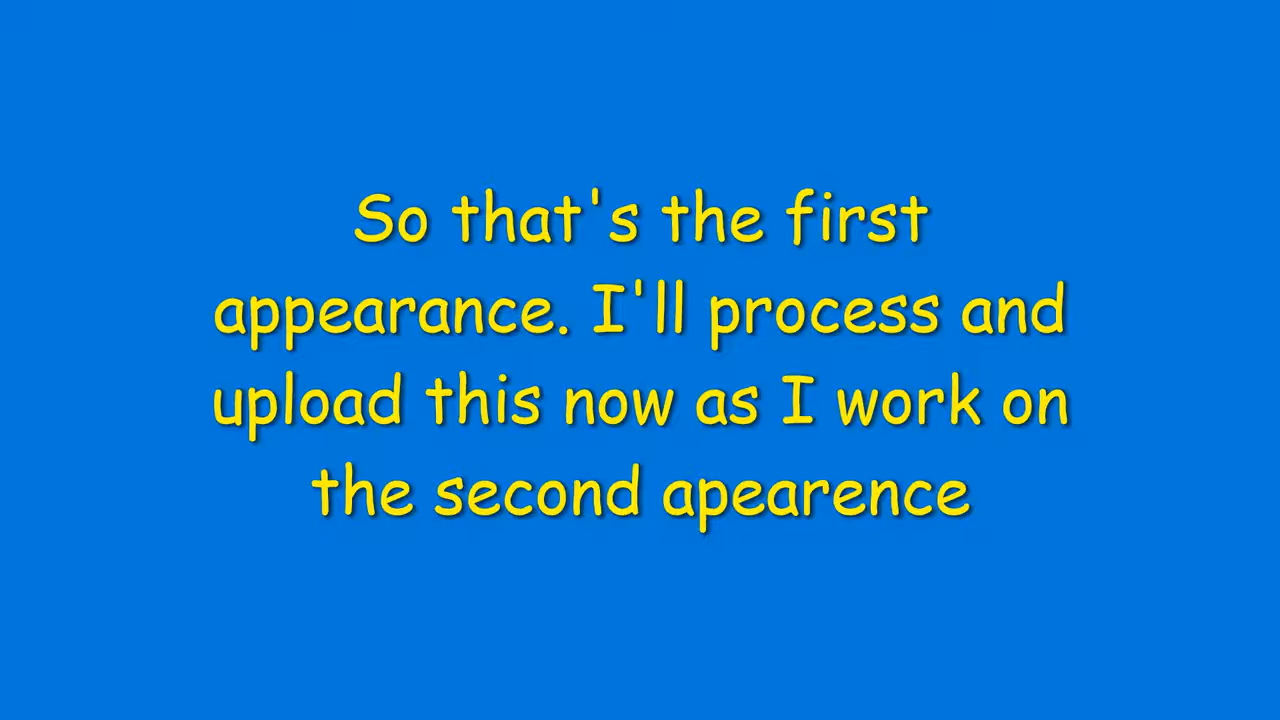 So that's the first
appearance. I'll process and
upload this now as I work on
the second apearence